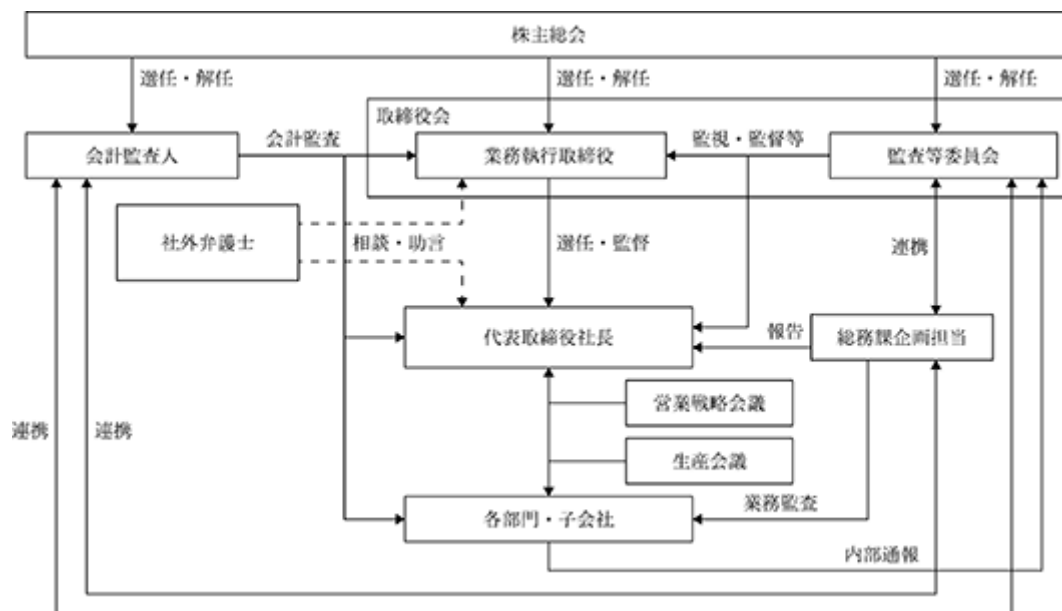 株主総会
選任・解任
選任・解任
選任・解任
取締役会
会計監査人
会計監査
業務執行取締役
監視・監督等
監査等委員会
社外弁護士
相談・助言
選任・監督
連携
代表取締役社長
報告
総務課企画担当
営業戦略会議
連携
連携
生産会議
各部門・子会社
業務監査
内部通報